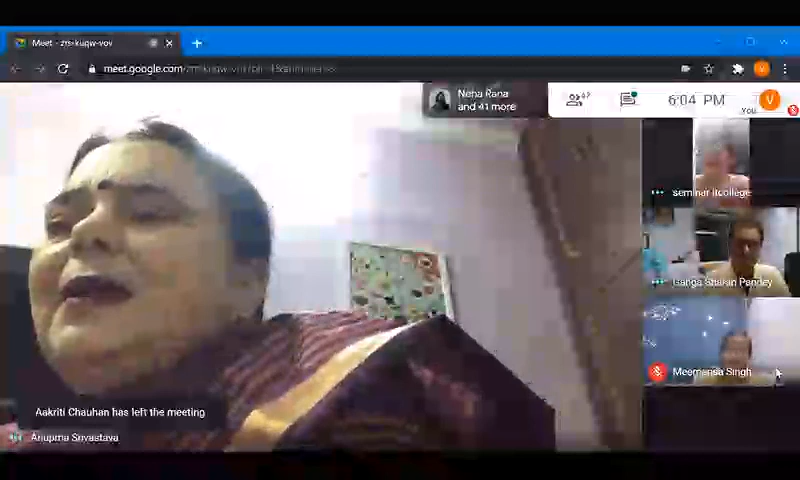 Meet - zrs-kuqw-vov
meet.google.com
Neha Rana
and 41 more
6:04 PM
You
V
V
seminar itcollege
Isanga Sharan Pandey
Meemansa Singh
Aakriti Chauhan has left the meeting
Anupma Srivastava